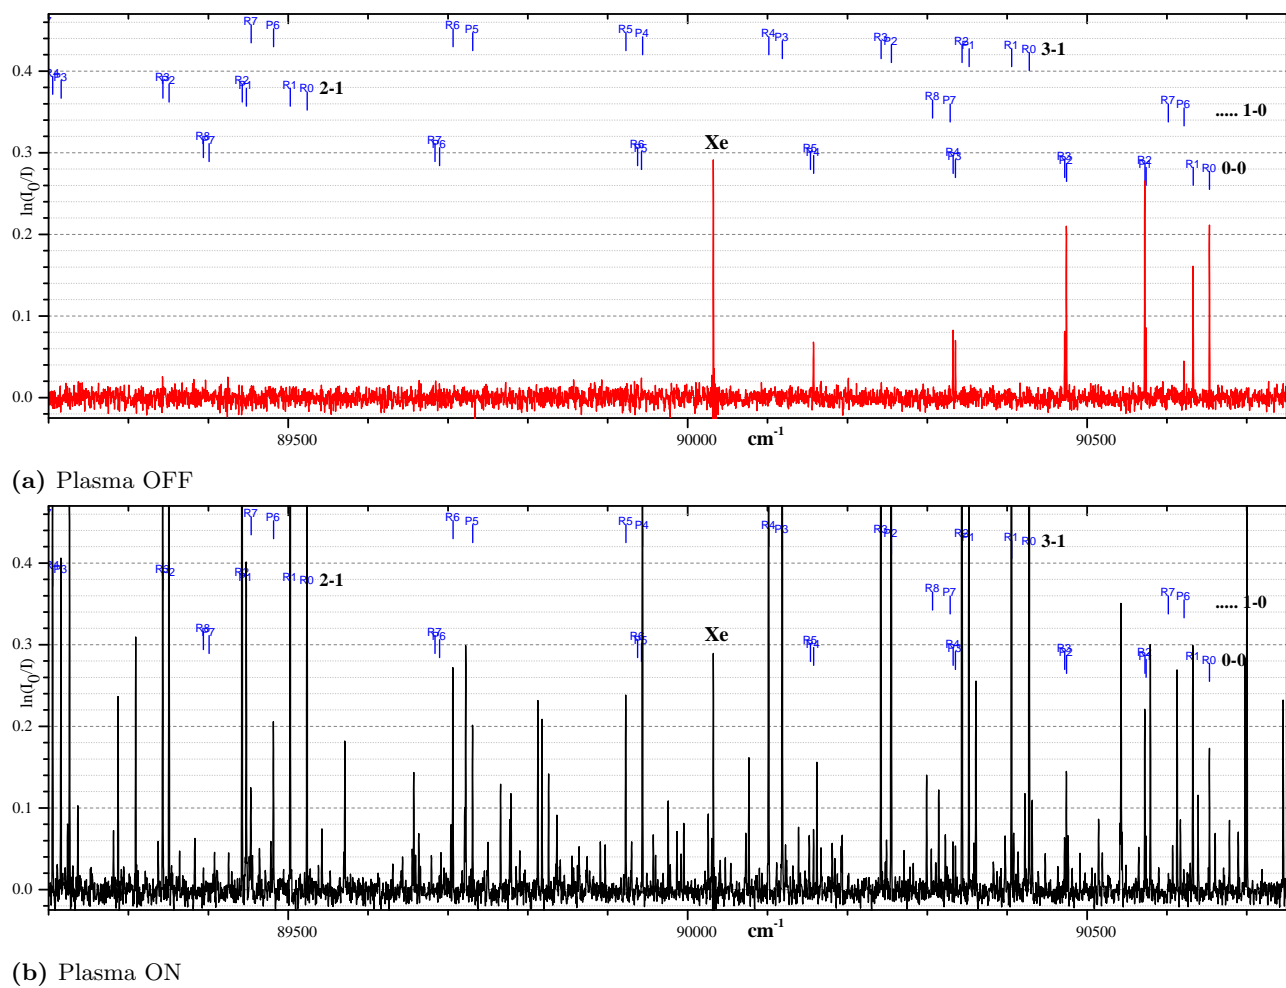 R7 P6 R6 P5 R5 P4 R4 P3 R3 P2 R2 P1 R1 R0 3-1
R4 P3 R3 P2 R2 P1 R1 R0 2-1
R8 P7 R7 P6 ..... 1-0
R8 P7 R7 P6 R6 P5 Xe R5 P4 R4 P3 R3 P2 R2 P1 R1 R0 0-0
0.4
0.3
0.2
0.1
0.0
ln(I0/I)
89500 90000 cm-1 90500
(a) Plasma OFF
R7 P6 R6 P5 R5 P4 R4 P3 R3 P2 R2 P1 R1 R0 3-1
R4 P3 R3 P2 R2 P1 R1 R0 2-1
R8 P7 R7 P6 ..... 1-0
R8 P7 R7 P6 R6 P5 Xe R5 P4 R4 P3 R3 P2 R2 P1 R1 R0 0-0
0.4
0.3
0.2
0.1
0.0
ln(I0/I)
89500 90000 cm-1 90500
(b) Plasma ON